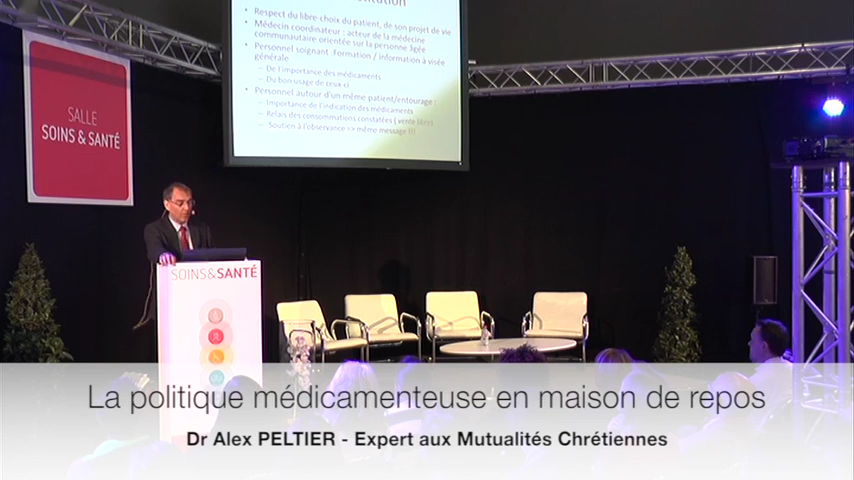 Respect du libre-choix du patient, de son projet de vie
Médecin coordinateur : acteur de la médecine
communautaire orientée sur la personne âgée
Personnel soignant :Formation / information à visée
générale
– De l'importance des médicaments
– Du bon usage de ceux ci
Personnel autour d'un même patient/entourage :
– Importance de l'indication des médicaments
– Relais des consommations constatées ( vente libre)
– Soutien à l'observance => même message !!!
SALLE
SOINS & SANTÉ
SOINS&SANTÉ
La politique médicamenteuse en maison de repos
Dr Alex PELTIER - Expert aux Mutualités Chrétiennes